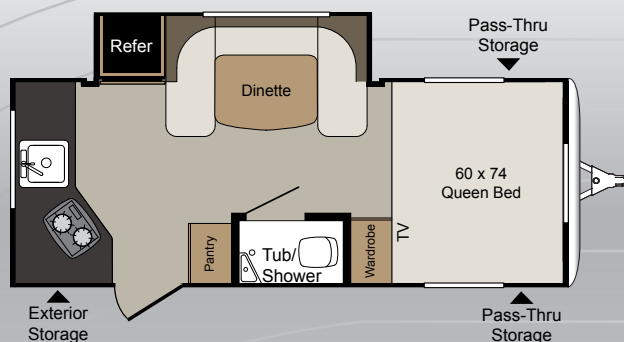 Pass-Thru
Storage
Refer
Dinette
60 x 74
Queen Bed
TV
Pantry
Tub/
Shower
Wardrobe
Exterior
Storage
Pass-Thru
Storage